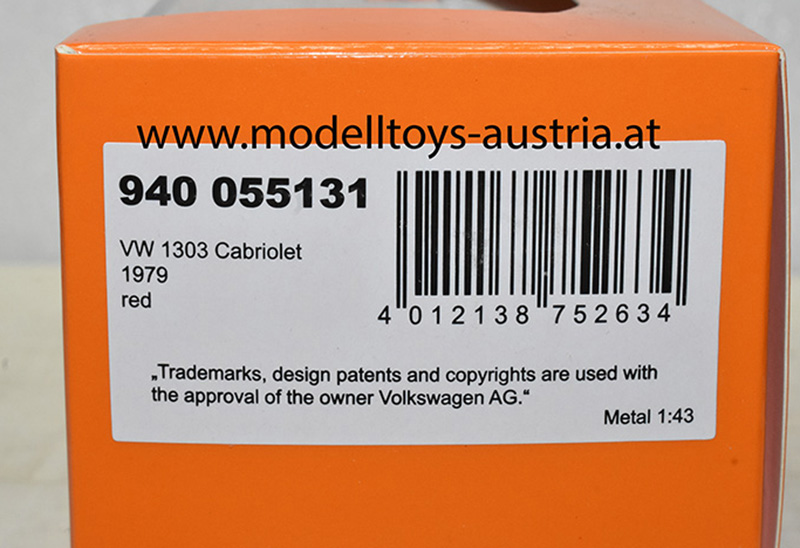 www.modelltoys-austria.at
940 055131
VW 1303 Cabriolet
1979
red
4 012138 752634
„Trademarks, design patents and copyrights are used with
the approval of the owner Volkswagen AG.“
Metal 1:43